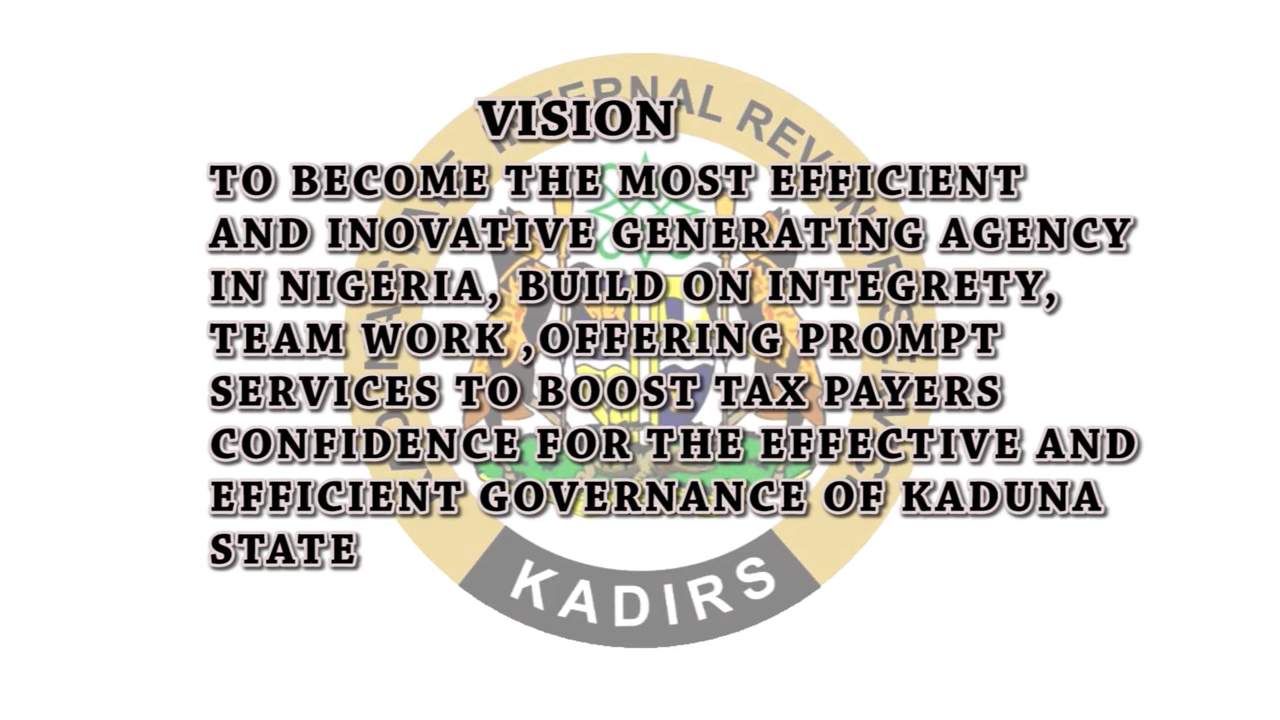 VISION
TO BECOME THE MOST EFFICIENT
AND INOVATIVE GENERATING AGENCY
IN NIGERIA, BUILD ON INTEGRETY,
TEAM WORK ,OFFERING PROMPT
SERVICES TO BOOST TAX PAYERS
CONFIDENCE FOR THE EFFECTIVE AND
EFFICIENT GOVERNANCE OF KADUNA
STATE
KADIRS